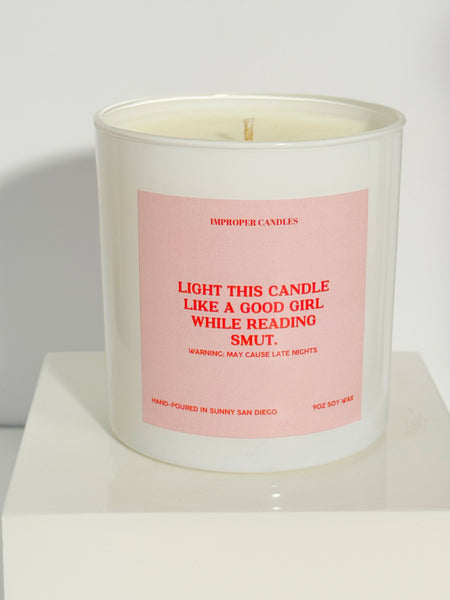 IMPROPER CANDLES
LIGHT THIS CANDLE
LIKE A GOOD GIRL
WHILE READING
SMUT.
WARNING: MAY CAUSE LATE NIGHTS
HAND-POURED IN SUNNY SAN DIEGO
9OZ SOY WAX